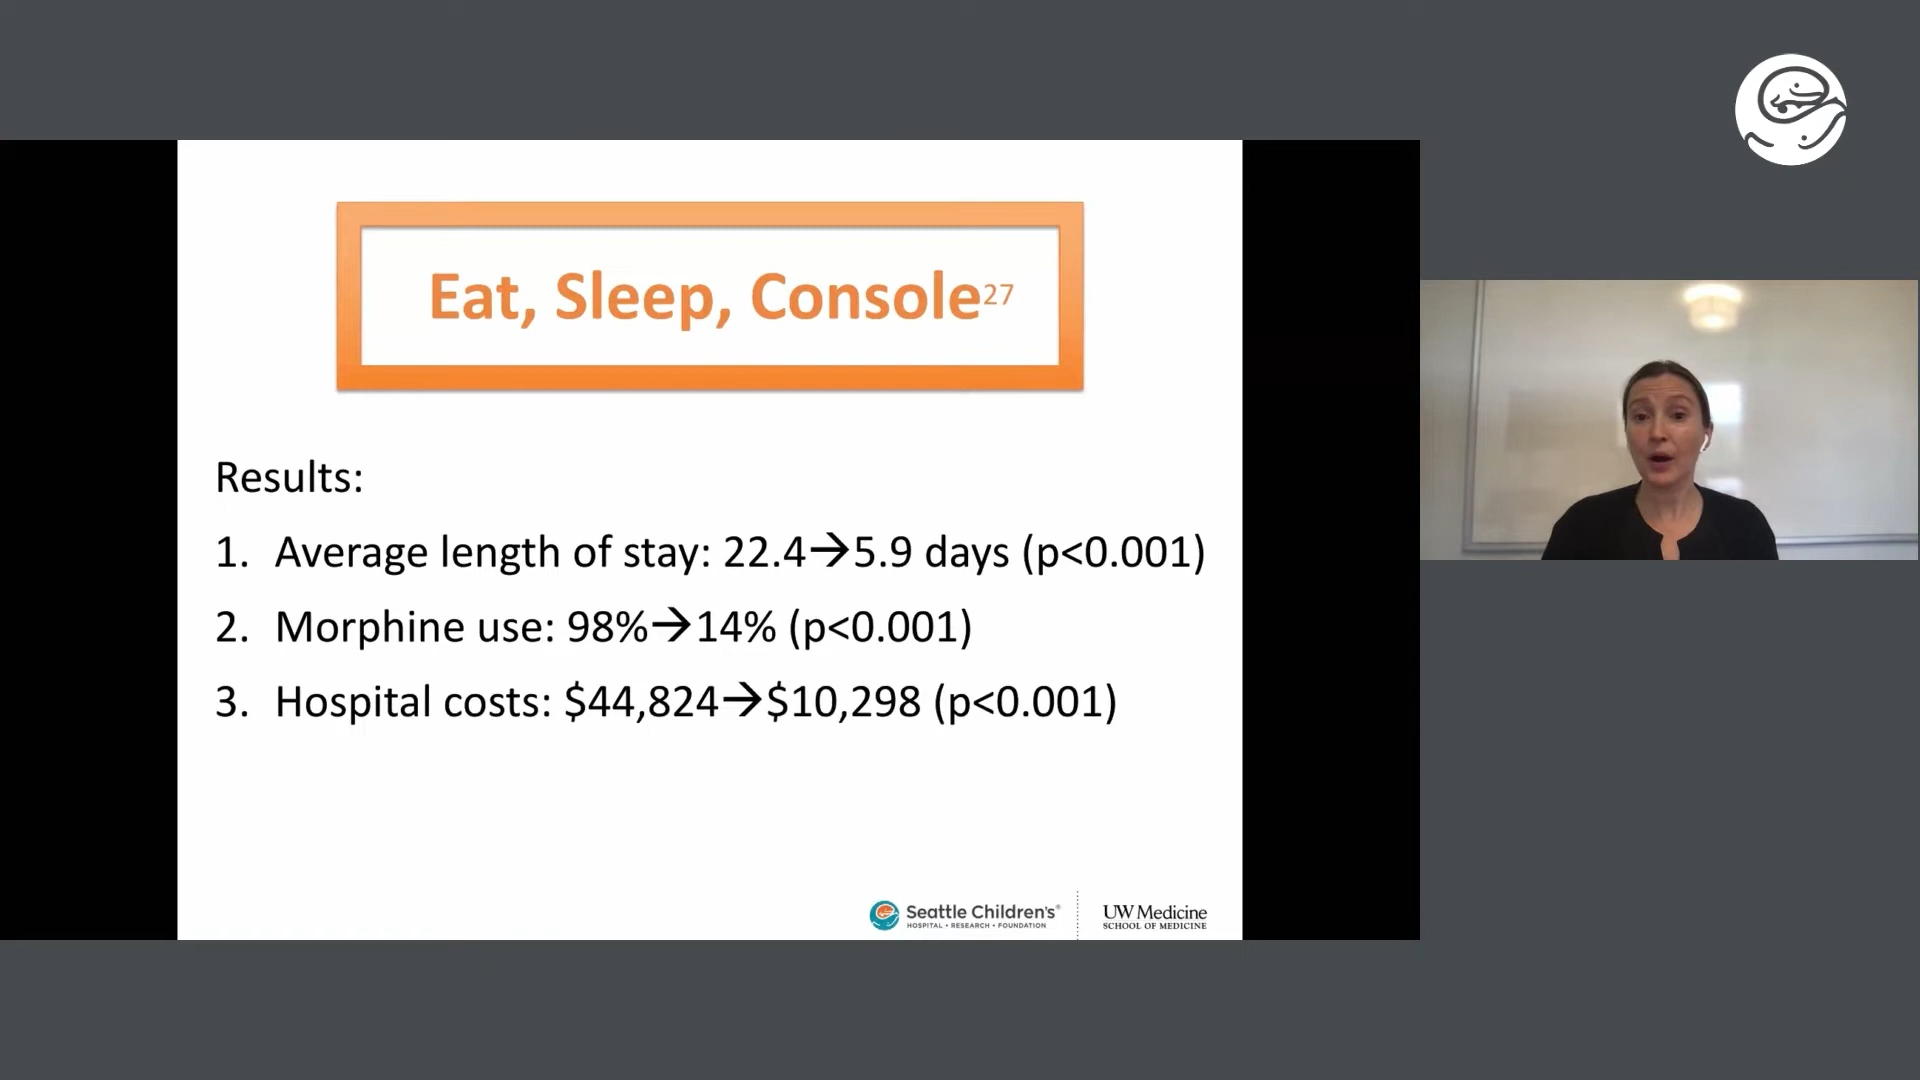 Eat, Sleep, Console27
Results:
1. Average length of stay: 22.4→5.9 days (p<0.001)
2. Morphine use: 98%→14% (p<0.001)
3. Hospital costs: $44,824→$10,298 (p<0.001)
Seattle Children's®
HOSPITAL • RESEARCH • FOUNDATION
UW Medicine
SCHOOL OF MEDICINE